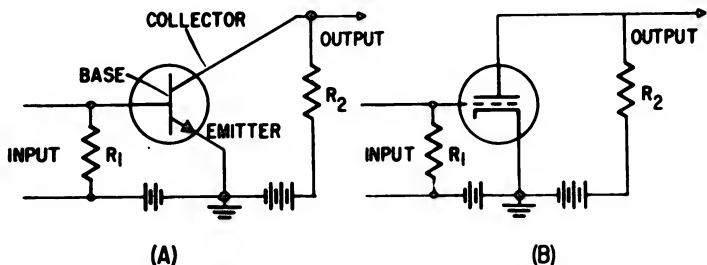 COLLECTOR
OUTPUT
BASE
R2
EMITTER
INPUT
R1
(A)
OUTPUT
R2
INPUT
R1
(B)